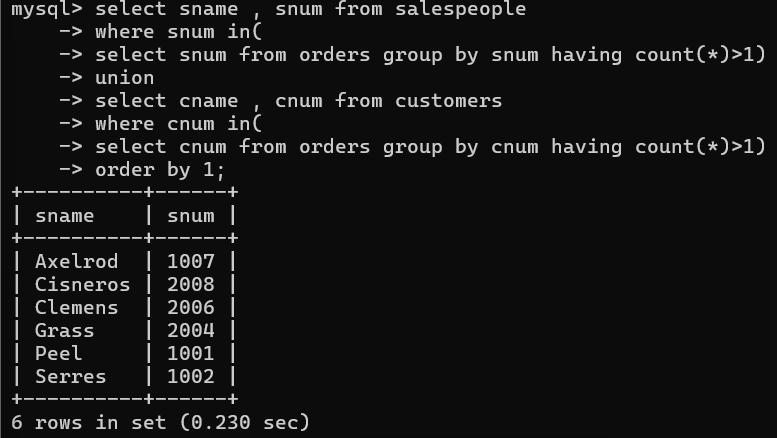 mysql> select sname , snum from salespeople
    -> where snum in(
    -> select snum from orders group by snum having count(*)>1)
    -> union
    -> select cname , cnum from customers
    -> where cnum in(
    -> select cnum from orders group by cnum having count(*)>1)
    -> order by 1;
+----------+------+
| sname    | snum |
+----------+------+
| Axelrod  | 1007 |
| Cisneros | 2008 |
| Clemens  | 2006 |
| Grass    | 2004 |
| Peel     | 1001 |
| Serres   | 1002 |
+----------+------+
6 rows in set (0.230 sec)